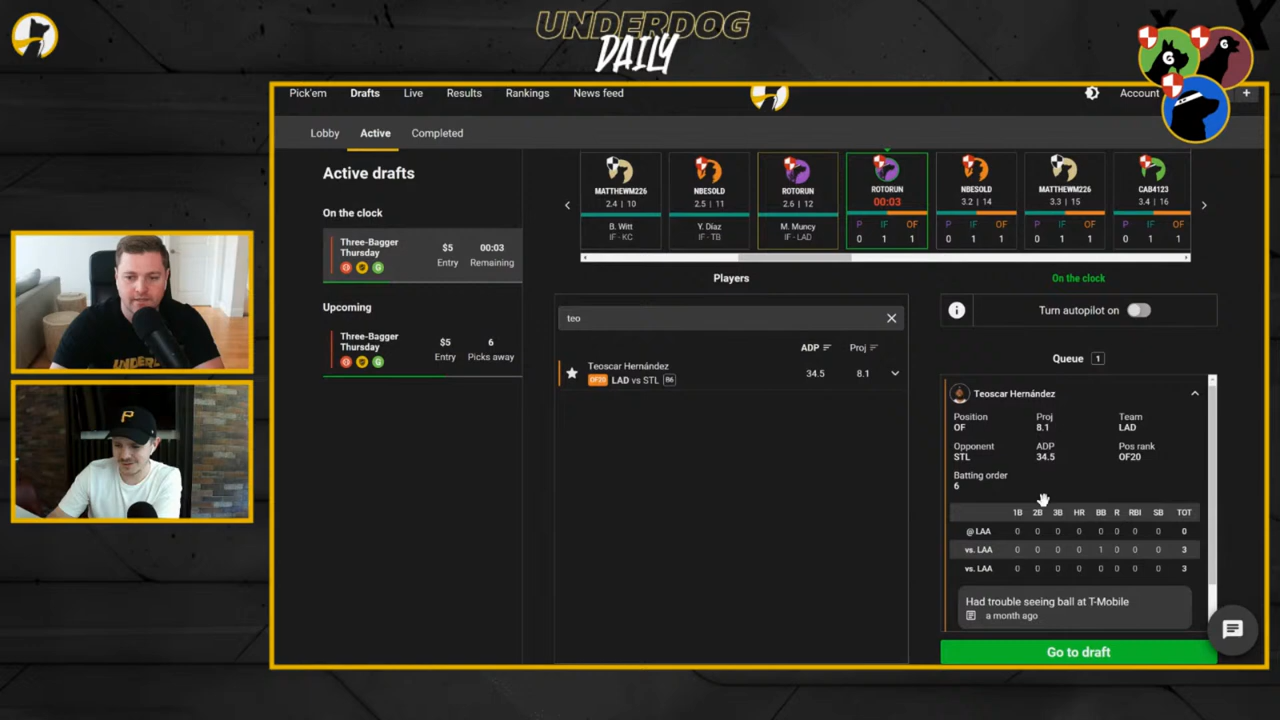 UNDERDOG
DAILY
G
G
Pick'em Drafts Live Results Rankings News feed Account +
Lobby Active Completed
Active drafts
On the clock
Three-Bagger Thursday $5 Entry 00:03 Remaining
G
Upcoming
Three-Bagger Thursday $5 Entry 6 Picks away
G
MATTHEWM226 NBESOLD ROTORUN ROTORUN NBESOLD MATTHEWM226 CAB4123
2.4 | 10 2.5 | 11 2.6 | 12 00:03 3.2 | 14 3.3 | 15 3.4 | 16
B. Witt Y. Diaz M. Muncy P IF OF P IF OF P IF OF P IF OF
IF - KC IF - TB IF - LAD 0 1 1 0 1 1 0 1 1 0 1 1
Players
On the clock
teo
ADP Proj
Teoscar Hernández 34.5 8.1
OF20 LAD vs STL B6
Turn autopilot on
Queue 1
Teoscar Hernández
Position Proj Team
OF 8.1 LAD
Opponent ADP Pos rank
STL 34.5 OF20
Batting order
6
1B 2B 3B HR BB R RBI SB TOT
@ LAA 0 0 0 0 0 0 0 0 0
vs. LAA 0 0 0 0 1 0 0 0 3
vs. LAA 0 0 0 0 0 0 0 0 3
Had trouble seeing ball at T-Mobile
a month ago
Go to draft
UNDERD
P